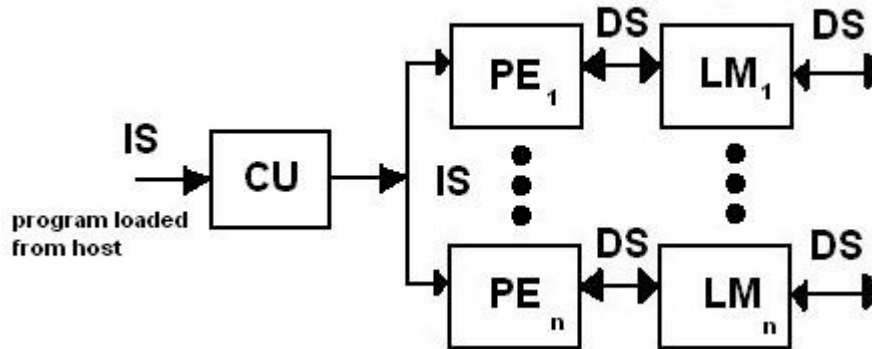 DS DS
PE1 LM1
IS
CU IS
program loaded
from host
DS DS
PEn LMn